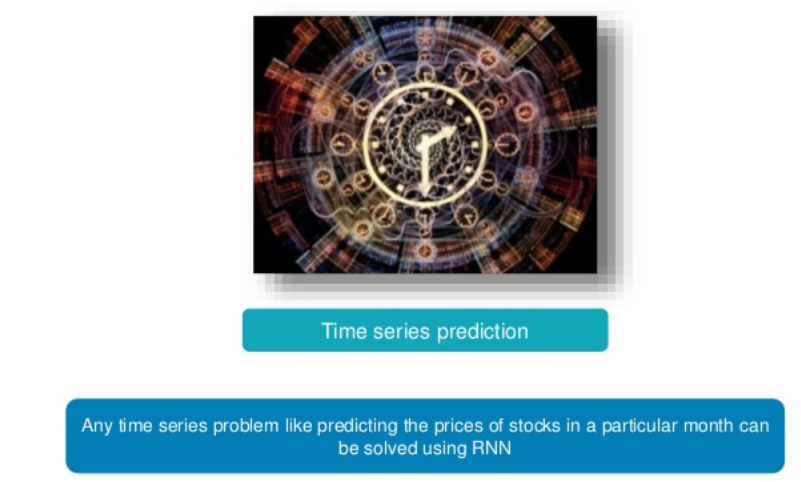 Time series prediction
Any time series problem like predicting the prices of stocks in a particular month can
be solved using RNN